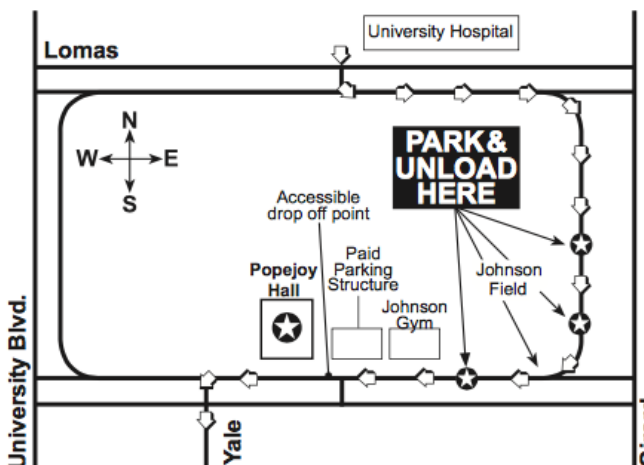 University Hospital
Lomas
N
W E
S
PARK &
UNLOAD
HERE
Accessible
drop off point
Popejoy
Hall
Paid
Parking
Structure
Johnson
Gym
Johnson
Field
University Blvd.
Yale